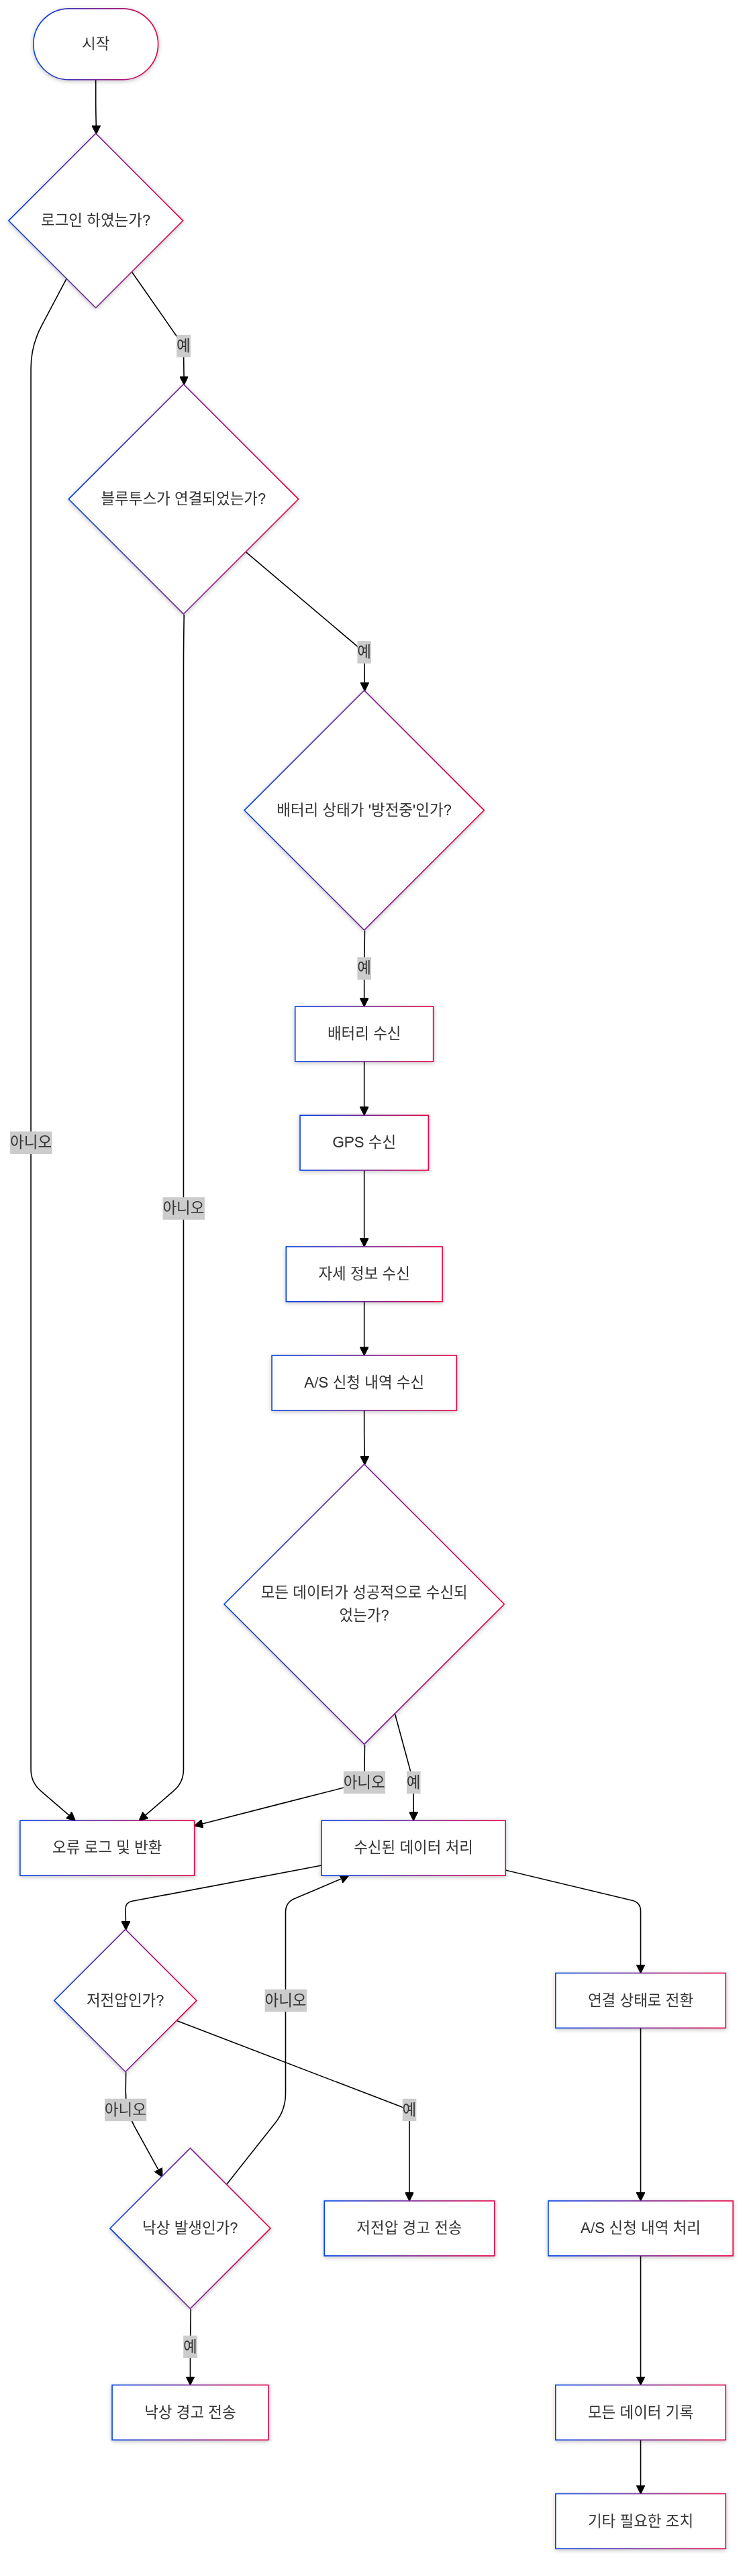 시작
로그인 하였는가?
예
블루투스가 연결되었는가?
예
배터리 상태가 '방전중'인가?
예
배터리 수신
아니오
GPS 수신
아니오
자세 정보 수신
A/S 신청 내역 수신
모든 데이터가 성공적으로 수신되
었는가?
아니오
예
오류 로그 및 반환
수신된 데이터 처리
저전압인가?
아니오
연결 상태로 전환
아니오
예
낙상 발생인가?
저전압 경고 전송
A/S 신청 내역 처리
예
낙상 경고 전송
모든 데이터 기록
기타 필요한 조치